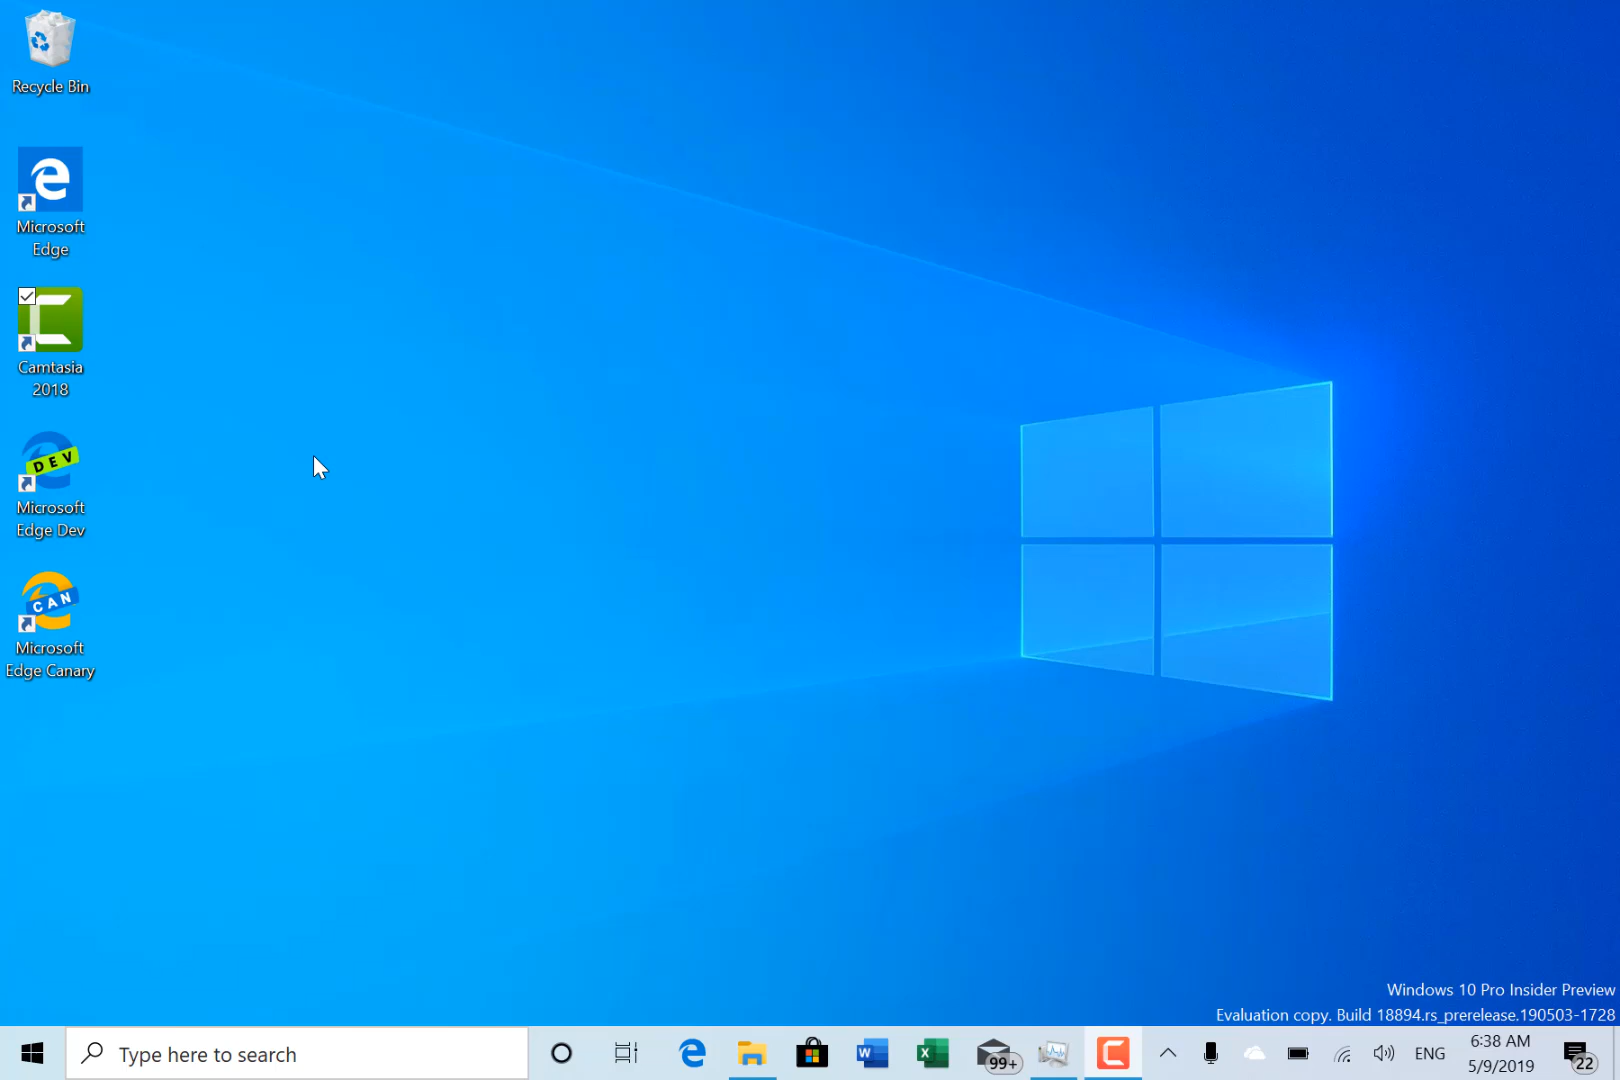 Recycle Bin
Microsoft
Edge
Camtasia
2018
DEV
Microsoft
Edge Dev
CAN
Microsoft
Edge Canary
Windows 10 Pro Insider Preview
Evaluation copy. Build 18894.rs_prerelease.190503-1728
Type here to search
99+
ENG
6:38 AM
5/9/2019
22